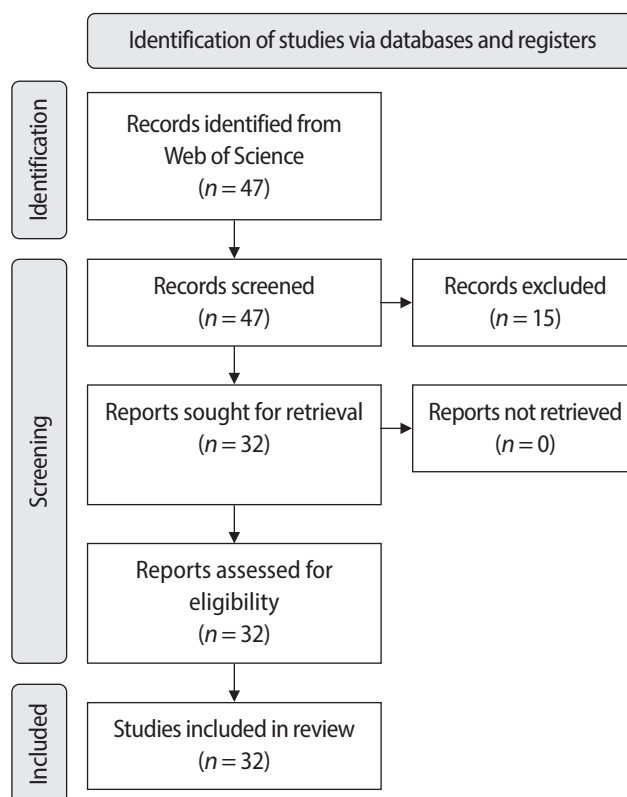 Identification of studies via databases and registers
Identification
Records identified from
Web of Science
(n = 47)
Screening
Records screened
(n = 47)
Records excluded
(n = 15)
Reports sought for retrieval
(n = 32)
Reports not retrieved
(n = 0)
Reports assessed for
eligibility
(n = 32)
Included
Studies included in review
(n = 32)